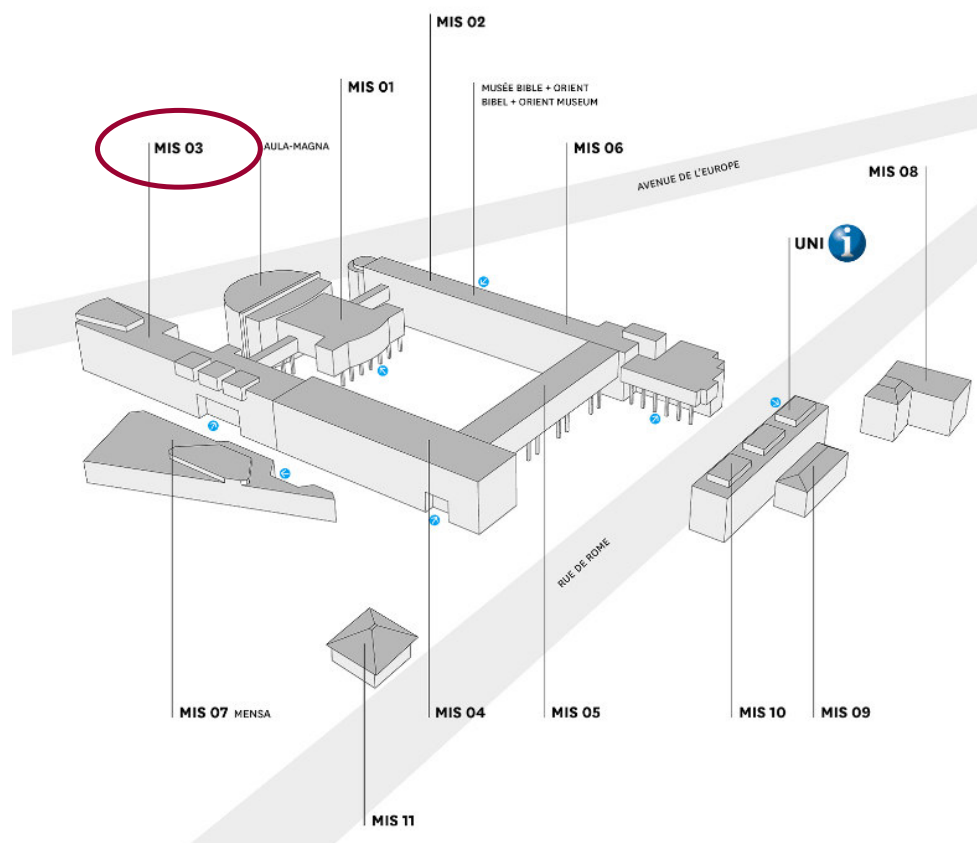 MIS 02
MIS 01
MUSÉE BIBLE + ORIENT
BIBEL + ORIENT MUSEUM
MIS 03
AULA-MAGNA
MIS 06
AVENUE DE L'EUROPE
MIS 08
UNI i
RUE DE ROME
MIS 07 MENSA
MIS 04
MIS 05
MIS 10
MIS 09
MIS 11